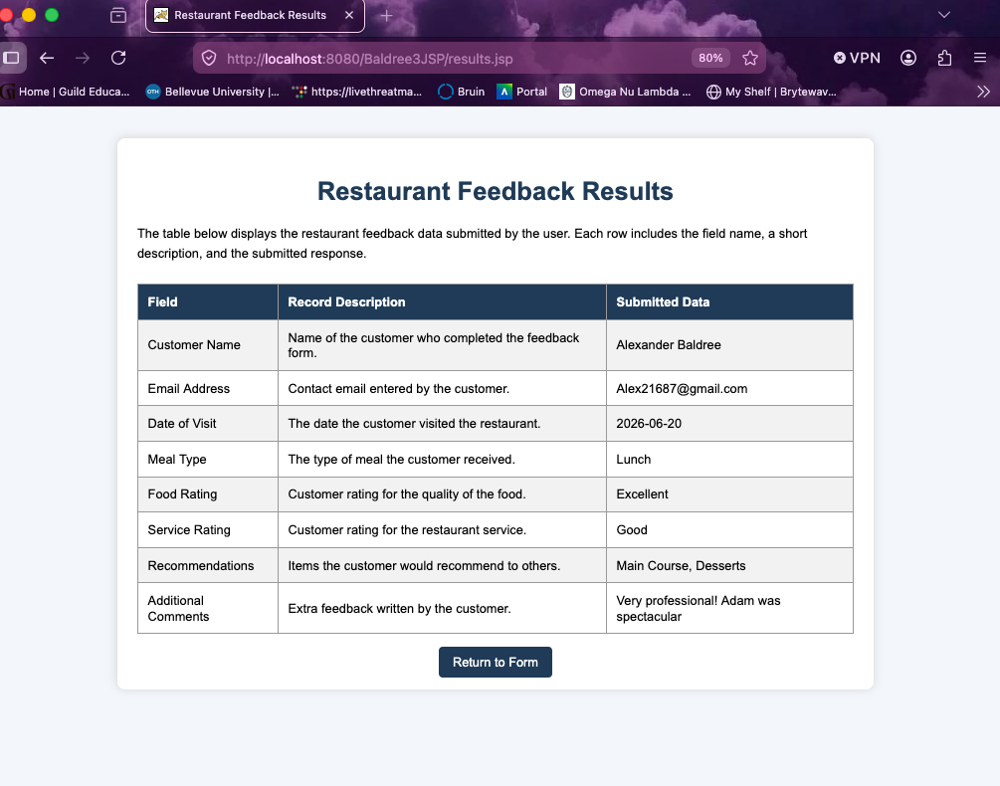 Restaurant Feedback Results
http://localhost:8080/Baldree3JSP/results.jsp
80%
VPN
Home | Guild Educa...
OTH
Bellevue University |...
https://livethreatma...
Bruin
Portal
Omega Nu Lambda ...
My Shelf | Brytewav...
Restaurant Feedback Results
The table below displays the restaurant feedback data submitted by the user. Each row includes the field name, a short
description, and the submitted response.
Field Record Description Submitted Data
Customer Name Name of the customer who completed the feedback
form. Alexander Baldree
Email Address Contact email entered by the customer. Alex21687@gmail.com
Date of Visit The date the customer visited the restaurant. 2026-06-20
Meal Type The type of meal the customer received. Lunch
Food Rating Customer rating for the quality of the food. Excellent
Service Rating Customer rating for the restaurant service. Good
Recommendations Items the customer would recommend to others. Main Course, Desserts
Additional
Comments Extra feedback written by the customer. Very professional! Adam was
spectacular
Return to Form